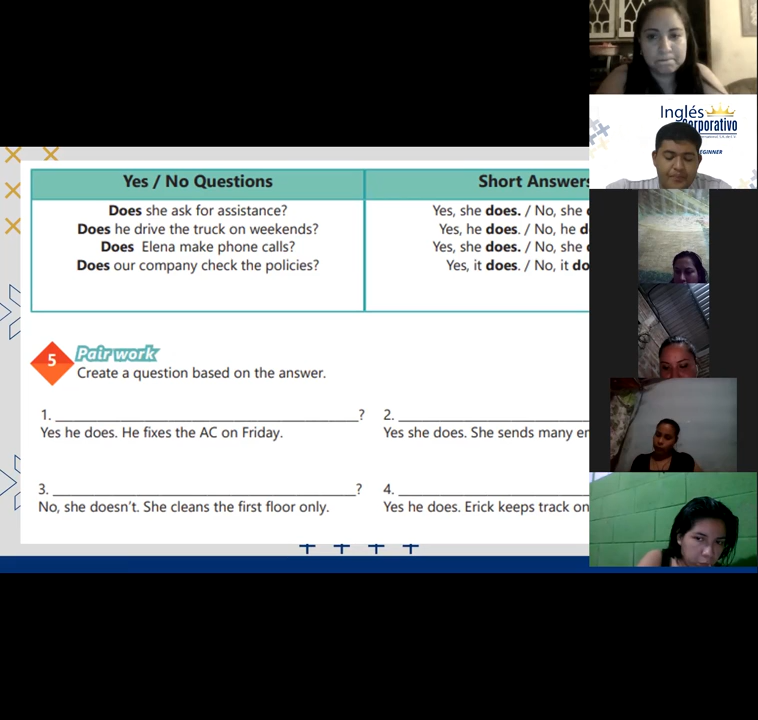 Inglés
Corporativo
Yes / No Questions
Does she ask for assistance?
Does he drive the truck on weekends?
Does Elena make phone calls?
Does our company check the policies?
Short Answers
Yes, she does. / No, she
Yes, he does. / No, he
Yes, she does. / No, she
Yes, it does. / No, it
5
Pair work
Create a question based on the answer.
1. ?
Yes he does. He fixes the AC on Friday.
2.
Yes she does. She sends many
3. ?
No, she doesn't. She cleans the first floor only.
4.
Yes he does. Erick keeps track on